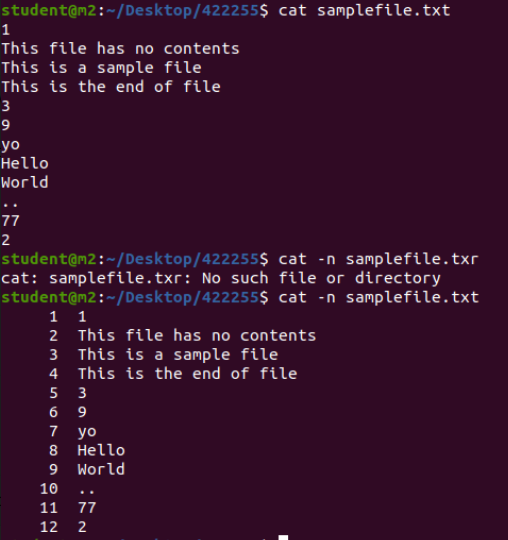 student@m2:~/Desktop/422255$ cat samplefile.txt
1
This file has no contents
This is a sample file
This is the end of file
3
9
yo
Hello
World
..
77
2
student@m2:~/Desktop/422255$ cat -n samplefile.txr
cat: samplefile.txr: No such file or directory
student@m2:~/Desktop/422255$ cat -n samplefile.txt
     1  1
     2  This file has no contents
     3  This is a sample file
     4  This is the end of file
     5  3
     6  9
     7  yo
     8  Hello
     9  World
    10  ..
    11  77
    12  2